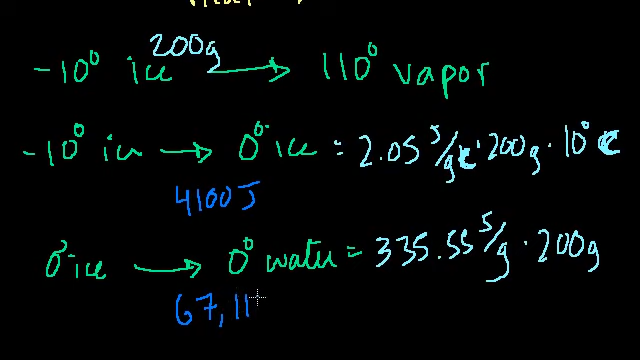 -10° ice 200g → 110° vapor
-10° ice → 0° ice = 2.05 J/g·C · 200g · 10° C
4100J
0° ice → 0° water = 335.55 J/g · 200g
67,11